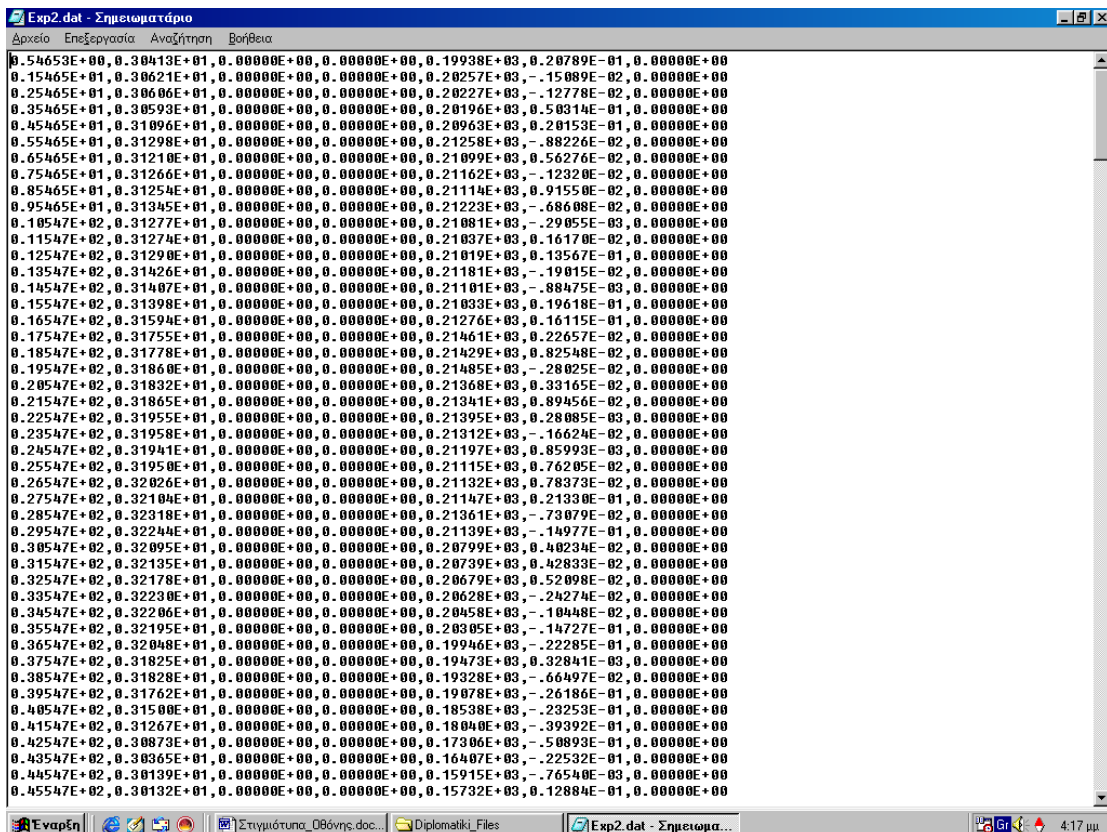 Exp2.dat - Σημειωματάριο
Αρχείο Επεξεργασία Αναζήτηση Βοήθεια
0.54653E+00,0.30413E+01,0.00000E+00,0.00000E+00,0.19938E+03,0.20789E-01,0.00000E+00
0.15465E+01,0.30621E+01,0.00000E+00,0.00000E+00,0.20257E+03,-.15089E-02,0.00000E+00
0.25465E+01,0.30606E+01,0.00000E+00,0.00000E+00,0.20227E+03,-.12778E-02,0.00000E+00
0.35465E+01,0.30593E+01,0.00000E+00,0.00000E+00,0.20196E+03,0.50314E-01,0.00000E+00
0.45465E+01,0.31096E+01,0.00000E+00,0.00000E+00,0.20963E+03,0.20153E-01,0.00000E+00
0.55465E+01,0.31298E+01,0.00000E+00,0.00000E+00,0.21258E+03,-.88226E-02,0.00000E+00
0.65465E+01,0.31210E+01,0.00000E+00,0.00000E+00,0.21099E+03,0.56276E-02,0.00000E+00
0.75465E+01,0.31266E+01,0.00000E+00,0.00000E+00,0.21162E+03,-.12320E-02,0.00000E+00
0.85465E+01,0.31254E+01,0.00000E+00,0.00000E+00,0.21114E+03,0.91550E-02,0.00000E+00
0.95465E+01,0.31345E+01,0.00000E+00,0.00000E+00,0.21223E+03,-.68608E-02,0.00000E+00
0.10547E+02,0.31277E+01,0.00000E+00,0.00000E+00,0.21081E+03,-.29055E-03,0.00000E+00
0.11547E+02,0.31274E+01,0.00000E+00,0.00000E+00,0.21037E+03,0.16170E-02,0.00000E+00
0.12547E+02,0.31290E+01,0.00000E+00,0.00000E+00,0.21019E+03,0.13567E-01,0.00000E+00
0.13547E+02,0.31426E+01,0.00000E+00,0.00000E+00,0.21181E+03,-.19015E-02,0.00000E+00
0.14547E+02,0.31407E+01,0.00000E+00,0.00000E+00,0.21101E+03,-.88475E-03,0.00000E+00
0.15547E+02,0.31398E+01,0.00000E+00,0.00000E+00,0.21033E+03,0.19618E-01,0.00000E+00
0.16547E+02,0.31594E+01,0.00000E+00,0.00000E+00,0.21276E+03,0.16115E-01,0.00000E+00
0.17547E+02,0.31755E+01,0.00000E+00,0.00000E+00,0.21461E+03,0.22657E-02,0.00000E+00
0.18547E+02,0.31778E+01,0.00000E+00,0.00000E+00,0.21429E+03,0.82548E-02,0.00000E+00
0.19547E+02,0.31860E+01,0.00000E+00,0.00000E+00,0.21485E+03,-.28025E-02,0.00000E+00
0.20547E+02,0.31832E+01,0.00000E+00,0.00000E+00,0.21368E+03,0.33165E-02,0.00000E+00
0.21547E+02,0.31865E+01,0.00000E+00,0.00000E+00,0.21341E+03,0.89456E-02,0.00000E+00
0.22547E+02,0.31955E+01,0.00000E+00,0.00000E+00,0.21395E+03,0.28085E-03,0.00000E+00
0.23547E+02,0.31958E+01,0.00000E+00,0.00000E+00,0.21312E+03,-.16624E-02,0.00000E+00
0.24547E+02,0.31941E+01,0.00000E+00,0.00000E+00,0.21197E+03,0.85993E-03,0.00000E+00
0.25547E+02,0.31950E+01,0.00000E+00,0.00000E+00,0.21115E+03,0.76205E-02,0.00000E+00
0.26547E+02,0.32026E+01,0.00000E+00,0.00000E+00,0.21132E+03,0.78373E-02,0.00000E+00
0.27547E+02,0.32104E+01,0.00000E+00,0.00000E+00,0.21147E+03,0.21330E-01,0.00000E+00
0.28547E+02,0.32318E+01,0.00000E+00,0.00000E+00,0.21361E+03,-.73079E-02,0.00000E+00
0.29547E+02,0.32244E+01,0.00000E+00,0.00000E+00,0.21139E+03,-.14977E-01,0.00000E+00
0.30547E+02,0.32095E+01,0.00000E+00,0.00000E+00,0.20799E+03,0.40234E-02,0.00000E+00
0.31547E+02,0.32135E+01,0.00000E+00,0.00000E+00,0.20739E+03,0.42833E-02,0.00000E+00
0.32547E+02,0.32178E+01,0.00000E+00,0.00000E+00,0.20679E+03,0.52098E-02,0.00000E+00
0.33547E+02,0.32230E+01,0.00000E+00,0.00000E+00,0.20628E+03,-.24274E-02,0.00000E+00
0.34547E+02,0.32206E+01,0.00000E+00,0.00000E+00,0.20458E+03,-.10448E-02,0.00000E+00
0.35547E+02,0.32195E+01,0.00000E+00,0.00000E+00,0.20305E+03,-.14727E-01,0.00000E+00
0.36547E+02,0.32048E+01,0.00000E+00,0.00000E+00,0.19946E+03,-.22285E-01,0.00000E+00
0.37547E+02,0.31825E+01,0.00000E+00,0.00000E+00,0.19473E+03,0.32841E-03,0.00000E+00
0.38547E+02,0.31828E+01,0.00000E+00,0.00000E+00,0.19328E+03,-.66497E-02,0.00000E+00
0.39547E+02,0.31762E+01,0.00000E+00,0.00000E+00,0.19078E+03,-.26186E-01,0.00000E+00
0.40547E+02,0.31500E+01,0.00000E+00,0.00000E+00,0.18538E+03,-.23253E-01,0.00000E+00
0.41547E+02,0.31267E+01,0.00000E+00,0.00000E+00,0.18040E+03,-.39392E-01,0.00000E+00
0.42547E+02,0.30873E+01,0.00000E+00,0.00000E+00,0.17306E+03,-.50893E-01,0.00000E+00
0.43547E+02,0.30365E+01,0.00000E+00,0.00000E+00,0.16407E+03,-.22532E-01,0.00000E+00
0.44547E+02,0.30139E+01,0.00000E+00,0.00000E+00,0.15915E+03,-.76540E-03,0.00000E+00
0.45547E+02,0.30132E+01,0.00000E+00,0.00000E+00,0.15732E+03,0.12884E-01,0.00000E+00
Έναρξη Στιγμιότυπα_Οθόνης.doc... Diplomatiki_Files Exp2.dat - Σημειωμα... Gr 4:17 μμ